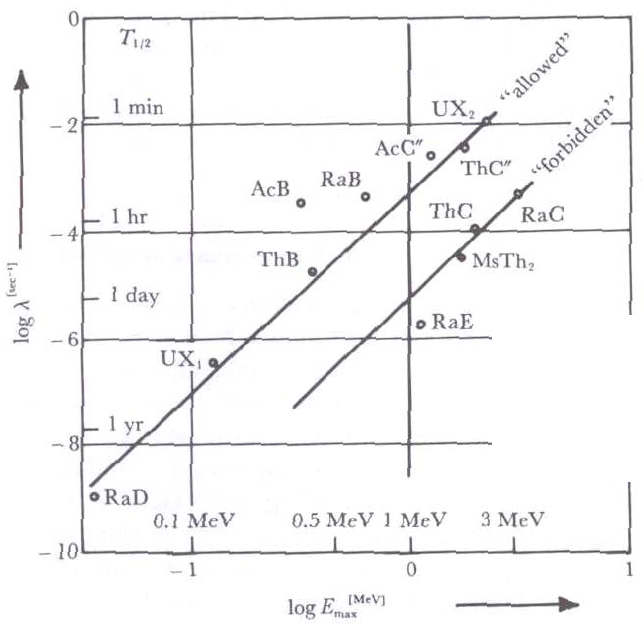 0
T1/2
"allowed"
1 min
UX2
−2
AcC″
ThC″
"forbidden"
AcB
RaB
1 hr
ThC
RaC
−4
ThB
MsTh2
1 day
RaE
log λ [sec⁻¹]
−6
UX1
1 yr
−8
RaD
0.1 MeV
0.5 MeV
1 MeV
3 MeV
−10
−1
0
1
log Emax [MeV]